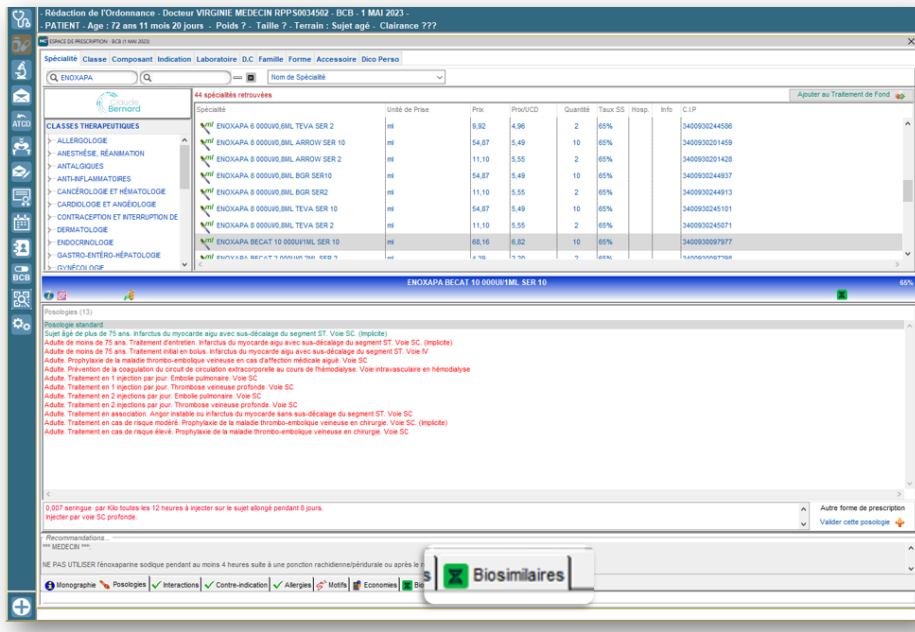 - Rédaction de l'Ordonnance - Docteur VIRGINIE MEDECIN RPPS0034502 - BCB - 1 MAI 2023 -
- PATIENT - Age : 72 ans 11 mois 20 jours - Poids ? - Taille ? - Terrain : Sujet agé - Clairance ???
ESPACE DE PRESCRIPTION - BCB (1 MAI 2023)
Spécialité Classe Composant Indication Laboratoire D.C Famille Forme Accessoire Dico Perso
ENOXAPA Nom de Spécialité
Claude Bernard
44 spécialités retrouvées Ajouter au Traitement de Fond
Spécialité Unité de Prise Prix Prix/UCD Quantité Taux SS Hosp. Info C.I.P
CLASSES THERAPEUTIQUES
ALLERGOLOGIE
ANESTHÉSIE, RÉANIMATION
ANTALGIQUES
ANTI-INFLAMMATOIRES
CANCÉROLOGIE ET HÉMATOLOGIE
CARDIOLOGIE ET ANGÉIOLOGIE
CONTRACEPTION ET INTERRUPTION DE
DERMATOLOGIE
ENDOCRINOLOGIE
GASTRO-ENTÉRO-HÉPATOLOGIE
GYNÉCOLOGIE
ENOXAPA 6 000UI/0,6ML TEVA SER 2 ml 9,92 4,96 2 65% 3400930244586
ENOXAPA 8 000UI/0,8ML ARROW SER 10 ml 54,87 5,49 10 65% 3400930201459
ENOXAPA 8 000UI/0,8ML ARROW SER 2 ml 11,10 5,55 2 65% 3400930201428
ENOXAPA 8 000UI/0,8ML BGR SER10 ml 54,87 5,49 10 65% 3400930244937
ENOXAPA 8 000UI/0,8ML BGR SER2 ml 11,10 5,55 2 65% 3400930244913
ENOXAPA 8 000UI/0,8ML TEVA SER 10 ml 54,87 5,49 10 65% 3400930245101
ENOXAPA 8 000UI/0,8ML TEVA SER 2 ml 11,10 5,55 2 65% 3400930245071
ENOXAPA BECAT 10 000UI/1ML SER 10 ml 68,16 6,82 10 65% 3400930097977
ATCD
BCB
ENOXAPA BECAT 10 000UI/1ML SER 10 65%
Posologies (13)
Posologie standard
Sujet âgé de plus de 75 ans. Infarctus du myocarde aigu avec sus-décalage du segment ST. Voie SC. (Implicite)
Adulte de moins de 75 ans. Traitement d'entretien. Infarctus du myocarde aigu avec sus-décalage du segment ST. Voie SC. (Implicite)
Adulte de moins de 75 ans. Traitement initial en bolus. Infarctus du myocarde aigu avec sus-décalage du segment ST. Voie IV
Adulte. Prophylaxie de la maladie thrombo-embolique veineuse en cas d'affection médicale aiguë. Voie SC
Adulte. Prévention de la coagulation du circuit de circulation extracorporelle au cours de l'hémodialyse. Voie intravasculaire en hémodialyse
Adulte. Traitement en 1 injection par jour. Embolie pulmonaire. Voie SC
Adulte. Traitement en 1 injection par jour. Thrombose veineuse profonde. Voie SC
Adulte. Traitement en 2 injections par jour. Embolie pulmonaire. Voie SC
Adulte. Traitement en 2 injections par jour. Thrombose veineuse profonde. Voie SC
Adulte. Traitement en association. Angor instable ou infarctus du myocarde sans sus-décalage du segment ST. Voie SC
Adulte. Traitement en cas de risque modéré. Prophylaxie de la maladie thrombo-embolique veineuse en chirurgie. Voie SC. (Implicite)
Adulte. Traitement en cas de risque élevé. Prophylaxie de la maladie thrombo-embolique veineuse en chirurgie. Voie SC
0,007 seringue par Kilo toutes les 12 heures à injecter sur le sujet allongé pendant 8 jours.
Injecter par voie SC profonde.
Autre forme de prescription
Valider cette posologie
Recommandations...
*** MEDECIN ***:
NE PAS UTILISER l'énoxaparine sodique pendant au moins 4 heures suite à une ponction rachidienne/péridurale ou après le
Monographie Posologies Interactions Contre-indication Allergies Motifs Economies
s Biosimilaires